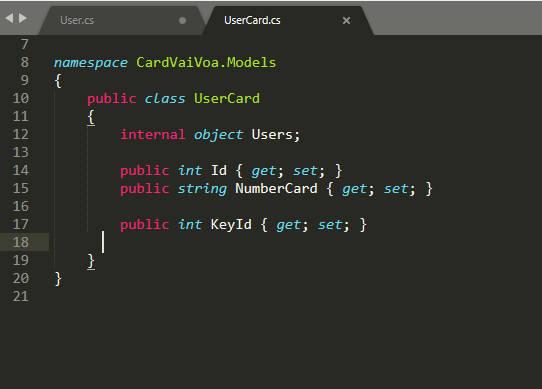 User.cs UserCard.cs
7
8 namespace CardVaiVoa.Models
9 {
10 public class UserCard
11 {
12 internal object Users;
13
14 public int Id { get; set; }
15 public string NumberCard { get; set; }
16
17 public int KeyId { get; set; }
18
19 }
20 }
21